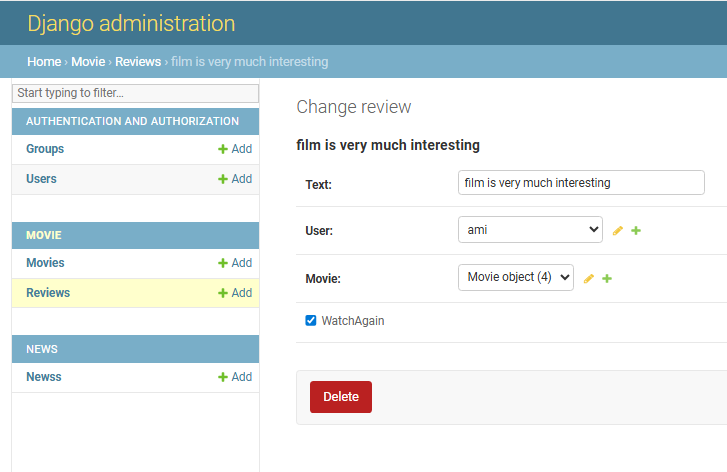 Django administration
Home › Movie › Reviews › film is very much interesting
Start typing to filter...
AUTHENTICATION AND AUTHORIZATION
Groups + Add
Users + Add
MOVIE
Movies + Add
Reviews + Add
NEWS
Newss + Add
Change review
film is very much interesting
Text: film is very much interesting
User: ami
Movie: Movie object (4)
WatchAgain
Delete